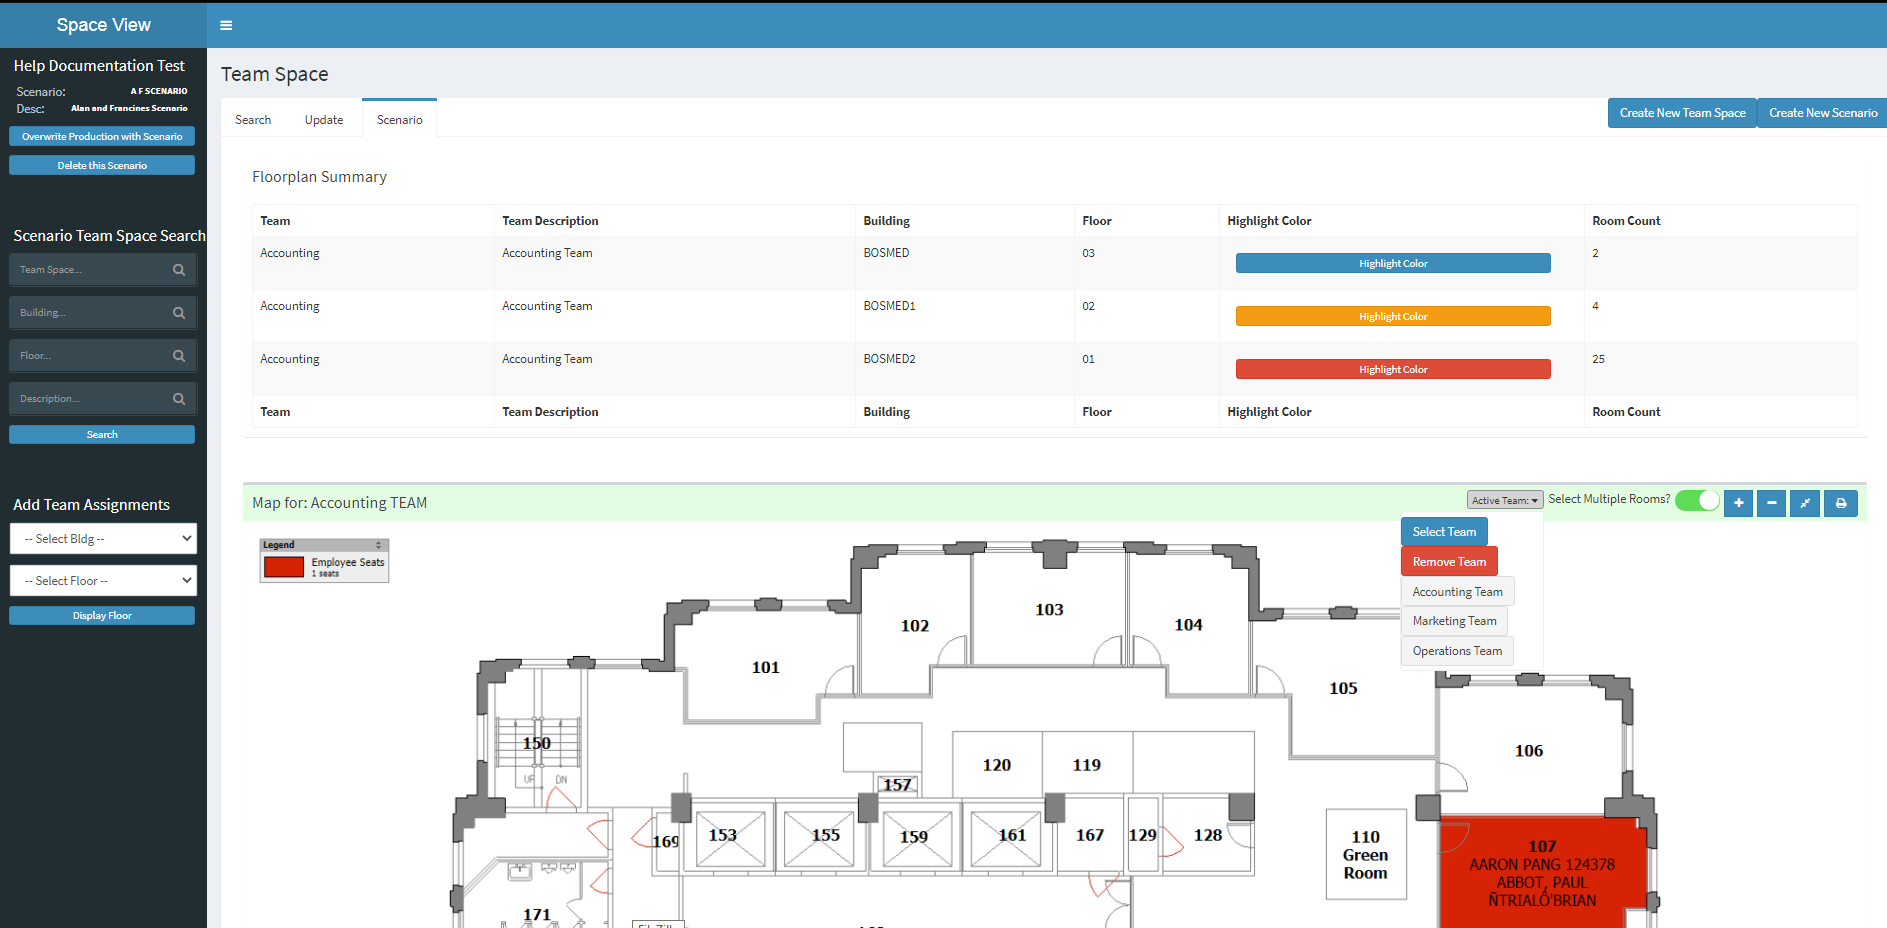 Space View
Help Documentation Test
Scenario: A F SCENARIO
Desc: Alan and Francines Scenario
Overwrite Production with Scenario
Delete this Scenario
Scenario Team Space Search
Team Space...
Building...
Floor...
Description...
Search
Add Team Assignments
-- Select Bldg --
-- Select Floor --
Display Floor
Team Space
Search Update Scenario
Create New Team Space Create New Scenario
Floorplan Summary
Team Team Description Building Floor Highlight Color Room Count
Accounting Accounting Team BOSMED 03 Highlight Color 2
Accounting Accounting Team BOSMED1 02 Highlight Color 4
Accounting Accounting Team BOSMED2 01 Highlight Color 25
Team Team Description Building Floor Highlight Color Room Count
Map for: Accounting TEAM
Active Team: Select Multiple Rooms?
Select Team
Remove Team
Accounting Team
Marketing Team
Operations Team
Legend
Employee Seats
1 seats
103
102
104
101
105
150
106
UP DN
120 119
157
153 155 159 161 167 129 128
169
110
Green
Room
107
AARON PANG 124378
ABBOT, PAUL
ÑTRIALÓ'BRIAN
171